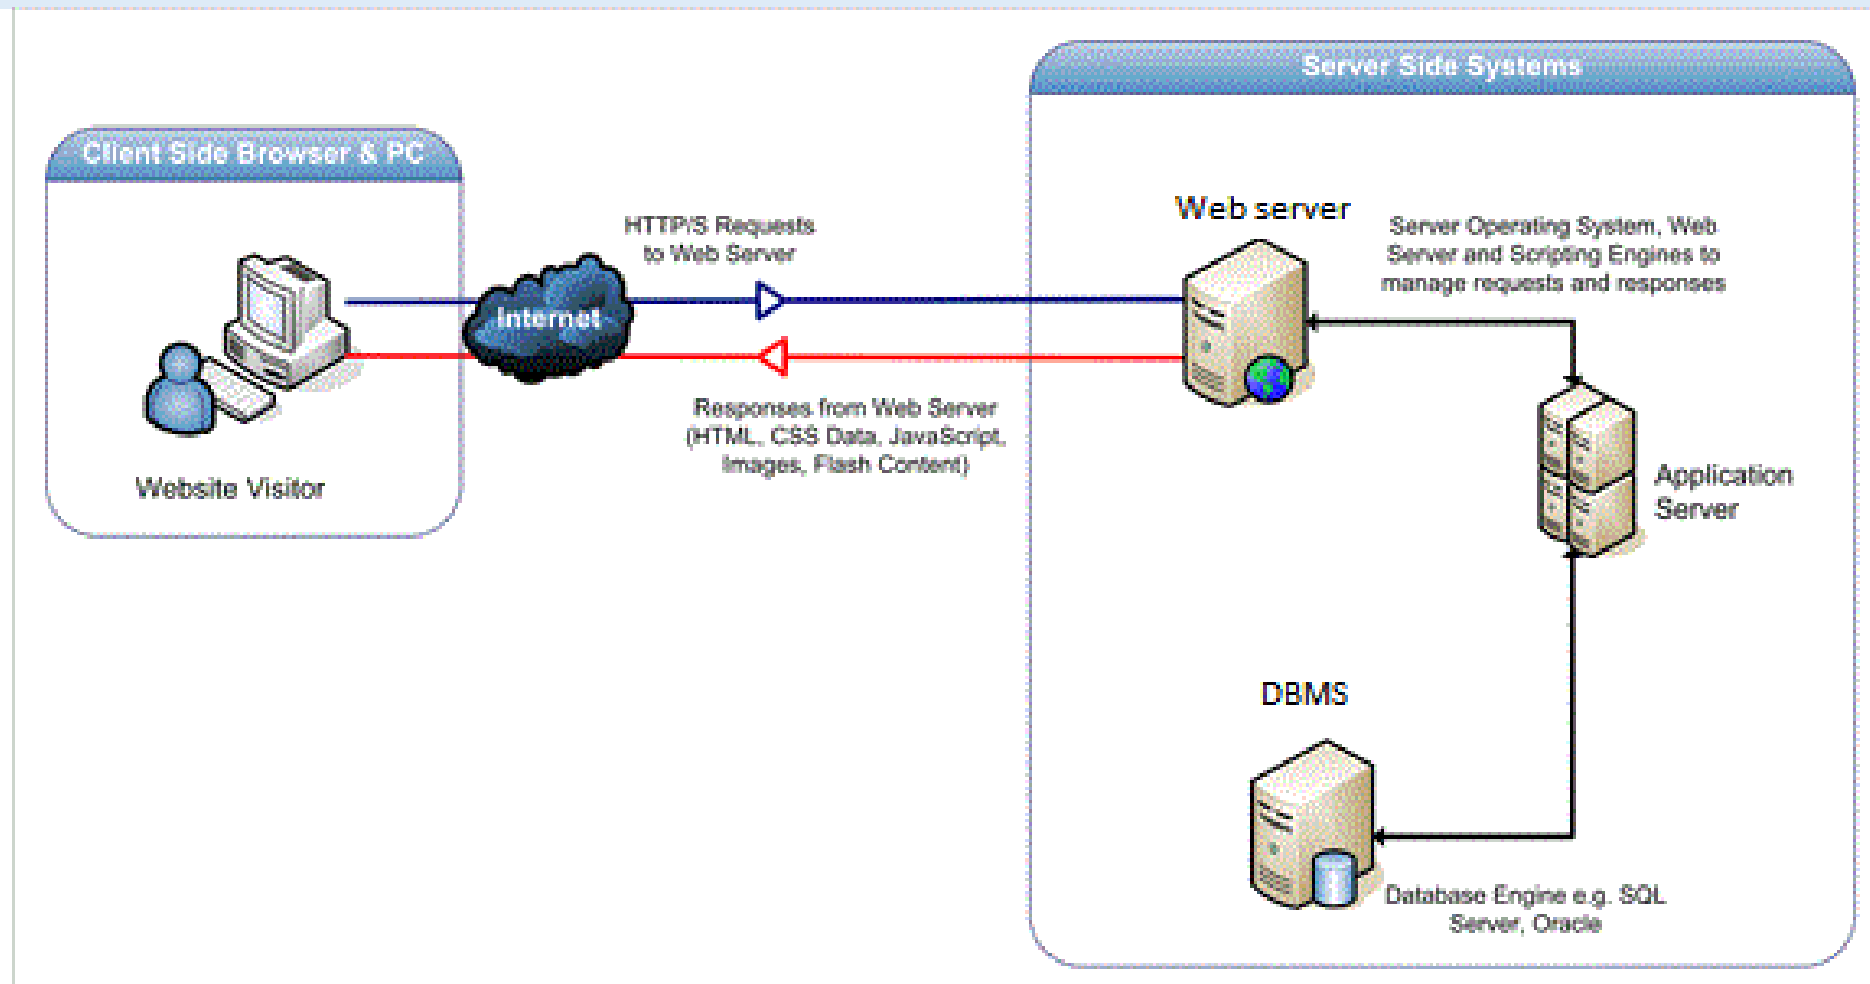 Server Side Systems
Client Side Browser & PC
Web server
HTTP/S Requests
to Web Server
Server Operating System, Web
Server and Scripting Engines to
manage requests and responses
Internet
Responses from Web Server
(HTML, CSS Data, JavaScript,
Images, Flash Content)
Website Visitor
Application
Server
DBMS
Database Engine e.g. SQL
Server, Oracle